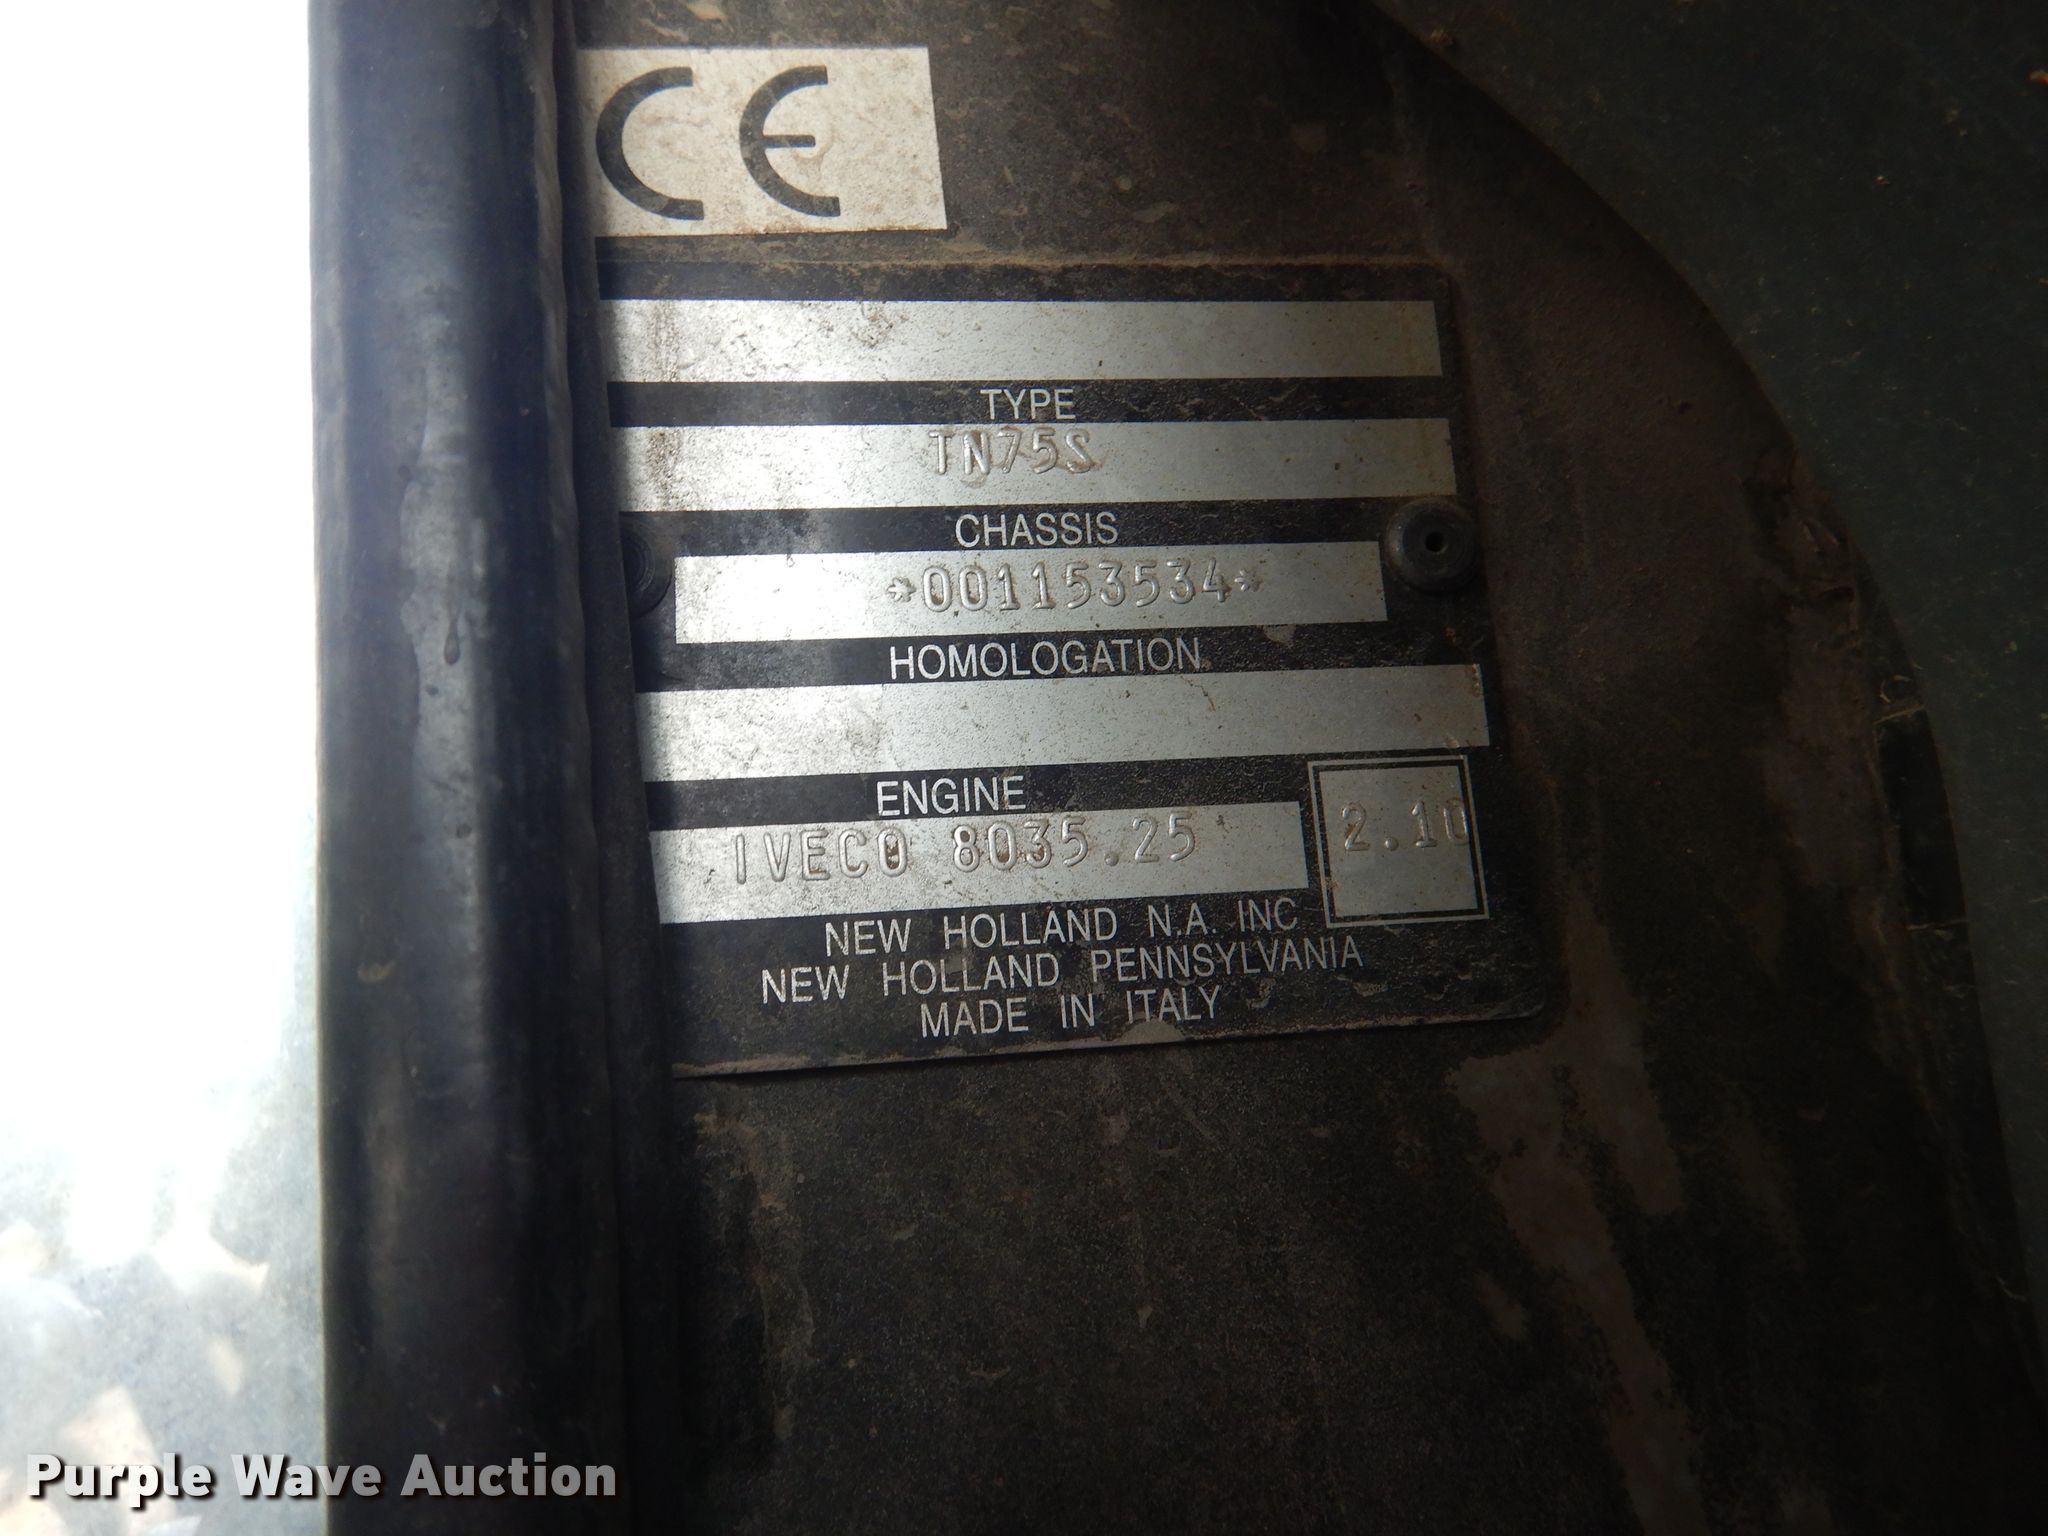 CE
TYPE
TN75S
CHASSIS
*001153534*
HOMOLOGATION
ENGINE
IVECO 8035.25
2.10
NEW HOLLAND N.A. INC
NEW HOLLAND PENNSYLVANIA
MADE IN ITALY
Purple Wave Auction